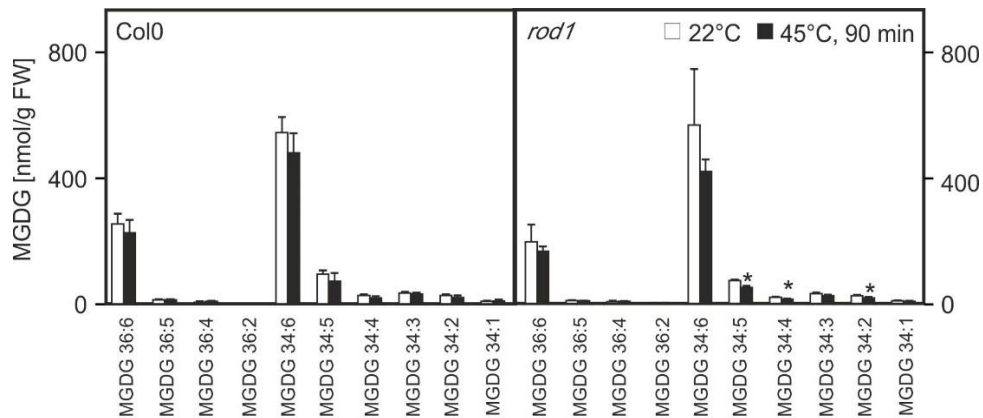 Col0
rod1
22°C
45°C, 90 min
MGDG [nmol/g FW]
800
400
0
800
400
0
MGDG 36:6
MGDG 36:5
MGDG 36:4
MGDG 36:2
MGDG 34:6
MGDG 34:5
MGDG 34:4
MGDG 34:3
MGDG 34:2
MGDG 34:1
MGDG 36:6
MGDG 36:5
MGDG 36:4
MGDG 36:2
MGDG 34:6
MGDG 34:5
MGDG 34:4
MGDG 34:3
MGDG 34:2
MGDG 34:1
*
*
*